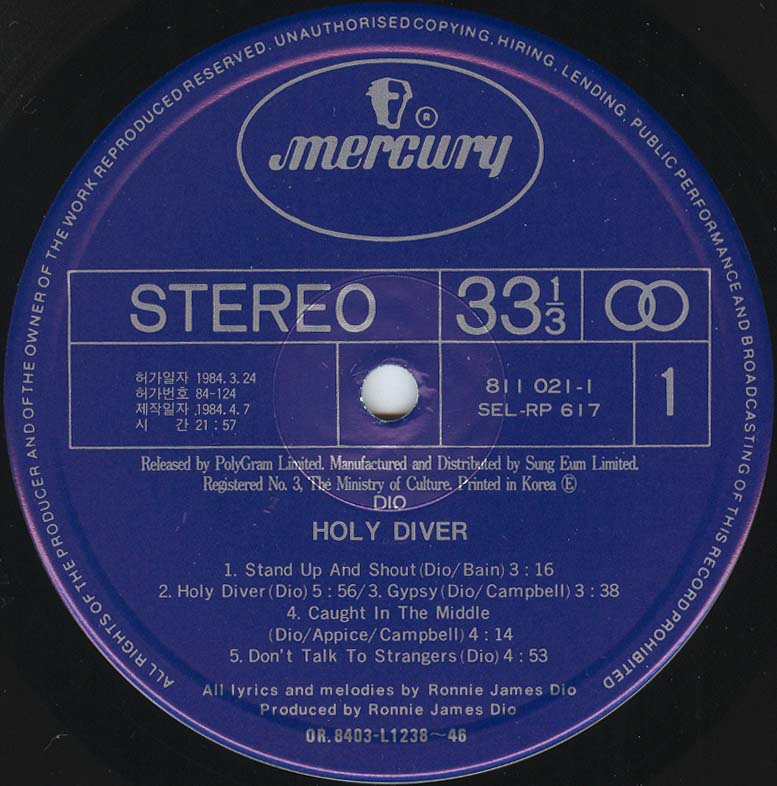 ALL RIGHTS OF THE PRODUCER AND OF THE OWNER OF THE WORK REPRODUCED RESERVED. UNAUTHORISED COPYING, HIRING, LENDING, PUBLIC PERFORMANCE AND BROADCASTING OF THIS RECORD PROHIBITED
®
mercury
STEREO
33 1/3
허가일자 1984.3.24
허가번호 84-124
제작일자 .1984.4.7
시 간 21 : 57
811 021-1
SEL-RP 617
1
Released by PolyGram Limited. Manufactured and Distributed by Sung Eum Limited.
Registered No. 3, The Ministry of Culture. Printed in Korea Ⓔ
DIO
HOLY DIVER
1. Stand Up And Shout (Dio/Bain) 3 : 16
2. Holy Diver (Dio) 5 : 56/3. Gypsy (Dio/Campbell) 3 : 38
4. Caught In The Middle
(Dio/Appice/Campbell) 4 : 14
5. Don't Talk To Strangers (Dio) 4 : 53
All lyrics and melodies by Ronnie James Dio
Produced by Ronnie James Dio
OR. 8403-L1238~46